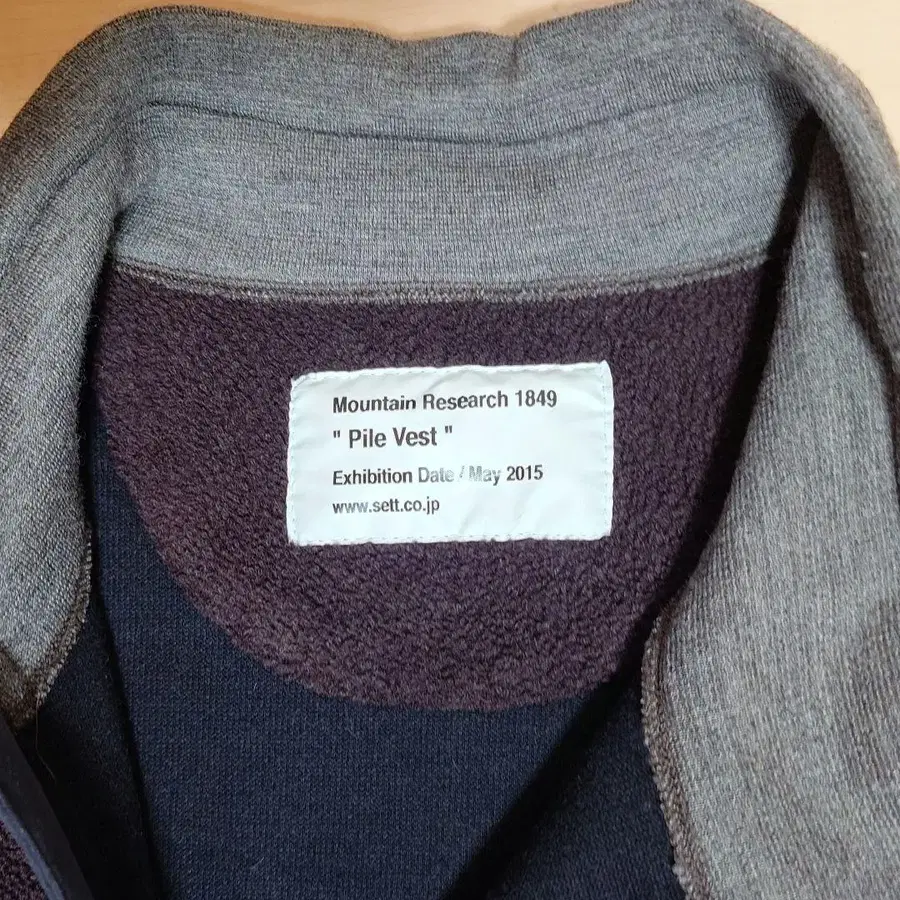 Mountain Research 1849
" Pile Vest "
Exhibition Date / May 2015
www.sett.co.jp